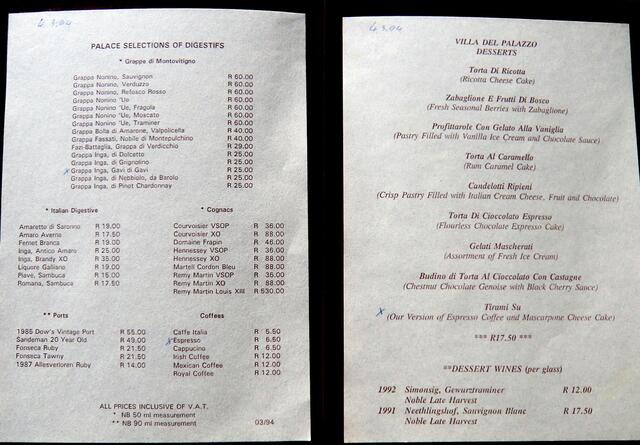 4.3.04
PALACE SELECTIONS OF DIGESTIFS
* Grappe di Montovitigno
Grappa Nonino, Sauvignon R 60.00
Grappa Nonino, Verduzzo R 60.00
Grappa Nonino, Refosco Rosso R 60.00
Grappa Nonino 'Ue R 60.00
Grappa Nonino 'Ue, Fragola R 60.00
Grappa Nonino 'Ue, Moscato R 60.00
Grappa Nonino 'Ue, Traminer R 60.00
Grappa Bolla di Amarone, Valpolicella R 40.00
Grappa Fassati, Nobile di Montepulchino R 40.00
Fazi-Battaglia, Grappa di Verdicchio R 29.00
Grappa Inga, di Dolcetto R 25.00
Grappa Inga, di Grignolino R 25.00
x Grappa Inga, Gavi di Gavi R 25.00
Grappa Inga, di Nebbiolo, da Barolo R 25.00
Grappa Inga, di Pinot Chardonnay R 25.00
* Italian Digestive
Amaretto di Saronno R 19.00
Amaro Averna R 17.50
Fernet Branca R 19.00
Inga, Antico Amaro R 25.00
Inga, Brandy XO R 35.00
Liquore Galliano R 19.00
Piave, Sambuca R 15.00
Romana, Sambuca R 17.50
* Cognacs
Courvoisier VSOP R 36.00
Courvoisier XO R 88.00
Domaine Frapin R 46.00
Hennessey VSOP R 36.00
Hennessey XO R 88.00
Martell Cordon Bleu R 88.00
Remy Martin VSOP R 35.00
Remy Martin XO R 88.00
Remy Martin Louis XIII R 530.00
** Ports
1985 Dow's Vintage Port R 55.00
Sandeman 20 Year Old R 49.00
Fonseca Ruby R 21.50
Fonseca Tawny R 21.50
1987 Allesverloren Ruby R 14.00
Coffees
Caffe Italia R 5.50
x Espresso R 6.50
Cappucino R 6.50
Irish Coffee R 12.00
Mexican Coffee R 12.00
Royal Coffee R 12.00
ALL PRICES INCLUSIVE OF V.A.T.
* NB 50 ml measurement
** NB 90 ml measurement 03/94
4.3.04
VILLA DEL PALAZZO
DESSERTS
Torta Di Ricotta
(Ricotta Cheese Cake)
Zabaglione E Frutti Di Bosco
(Fresh Seasonal Berries with Zabaglione)
Profittarole Con Gelato Alla Vaniglia
(Pastry Filled with Vanilla Ice Cream and Chocolate Sauce)
Torta Al Caramello
(Rum Caramel Cake)
Candelotti Ripieni
(Crisp Pastry Filled with Italian Cream Cheese, Fruit and Chocolate)
Torta Di Cioccolato Espresso
(Flourless Chocolate Espresso Cake)
Gelati Mascherati
(Assortment of Fresh Ice Cream)
Budino di Torta Al Cioccolato Con Castagne
(Chestnut Chocolate Genoise with Black Cherry Sauce)
Tirami Su
x (Our Version of Espresso Coffee and Mascarpone Cheese Cake)
*** R17.50 ***
**DESSERT WINES (per glass)
1992 Simonsig, Gewurztraminer R 12.00
Noble Late Harvest
1991 Neethlingshof, Sauvignon Blanc R 17.50
Noble Late Harvest